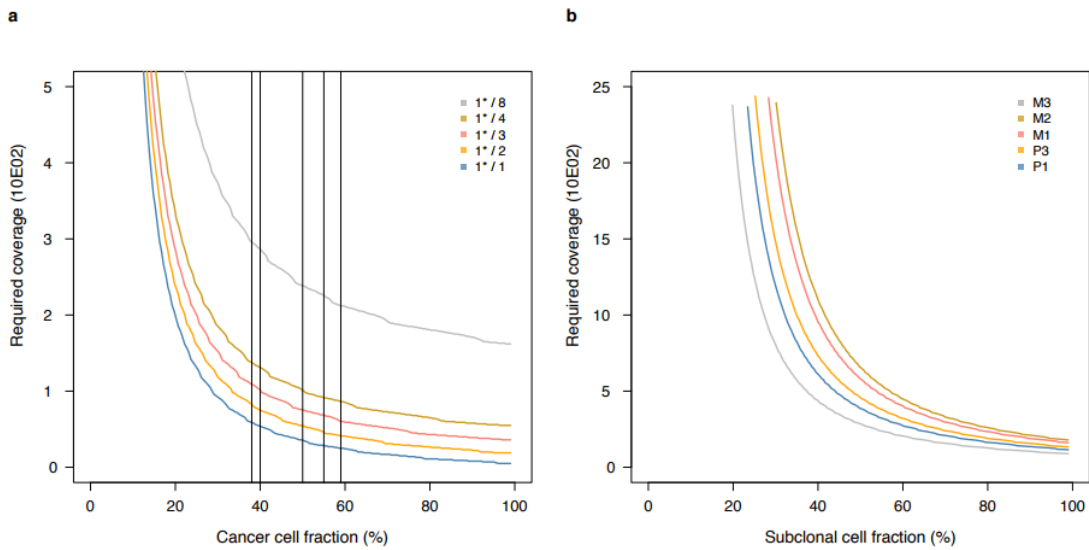 a
5
4
3
2
1
0
Required coverage (10E02)
0 20 40 60 80 100
Cancer cell fraction (%)
1* / 8
1* / 4
1* / 3
1* / 2
1* / 1
b
25
20
15
10
5
0
Required coverage (10E02)
0 20 40 60 80 100
Subclonal cell fraction (%)
M3
M2
M1
P3
P1